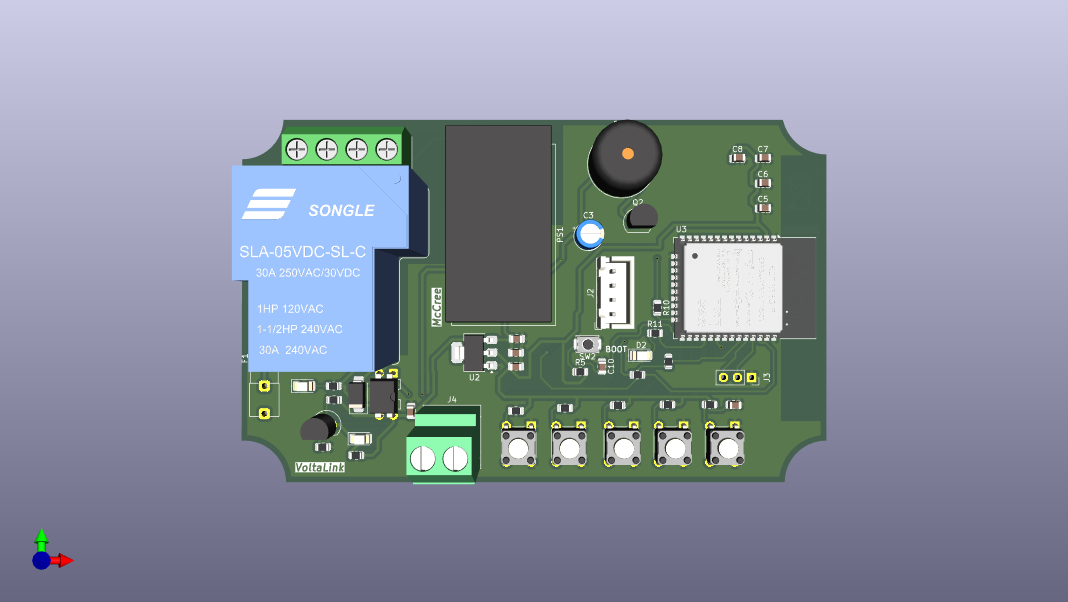 SONGLE
SLA-05VDC-SL-C
30A 250VAC/30VDC
1HP 120VAC
1-1/2HP 240VAC
30A 240VAC
F1
VoltaLink
McCree
PS1
U2
J4
C3
Q2
J2
SW2
BOOT
R5
C10
D2
R11
R10
U3
C8
C7
C6
C5
J3